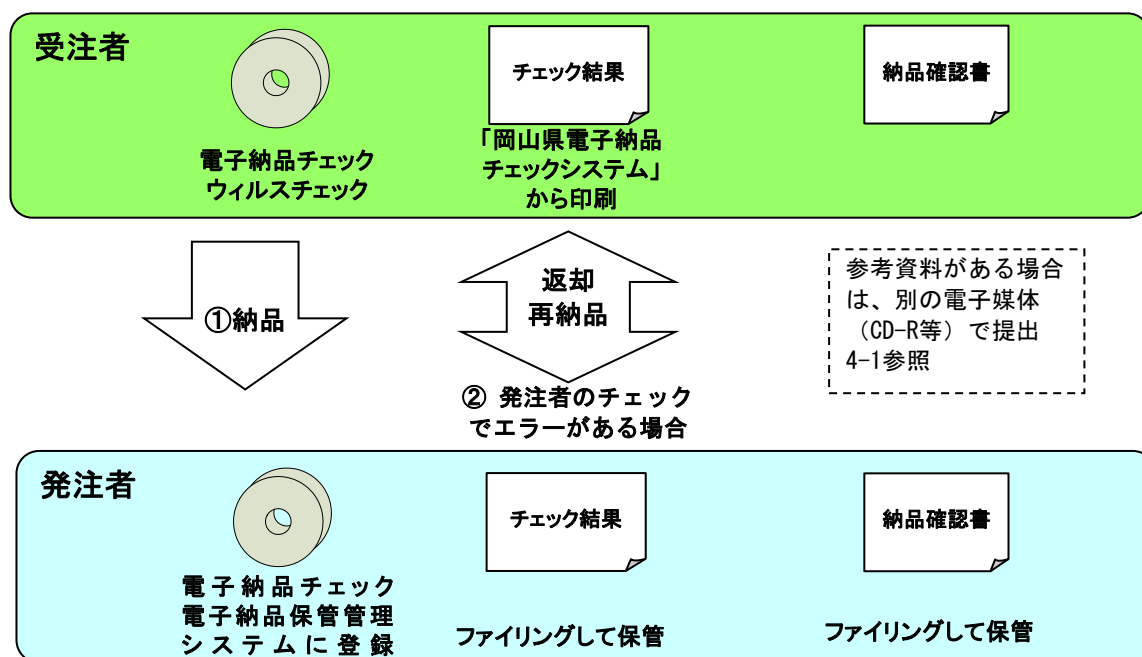 受注者
チェック結果
納品確認書
電子納品チェック
ウィルスチェック
「岡山県電子納品
チェックシステム」
から印刷
①納品
返却
再納品
参考資料がある場合
は、別の電子媒体
（CD-R等）で提出
4-1参照
② 発注者のチェック
でエラーがある場合
発注者
チェック結果
納品確認書
電子納品チェック
電子納品保管管理
システムに登録
ファイリングして保管
ファイリングして保管